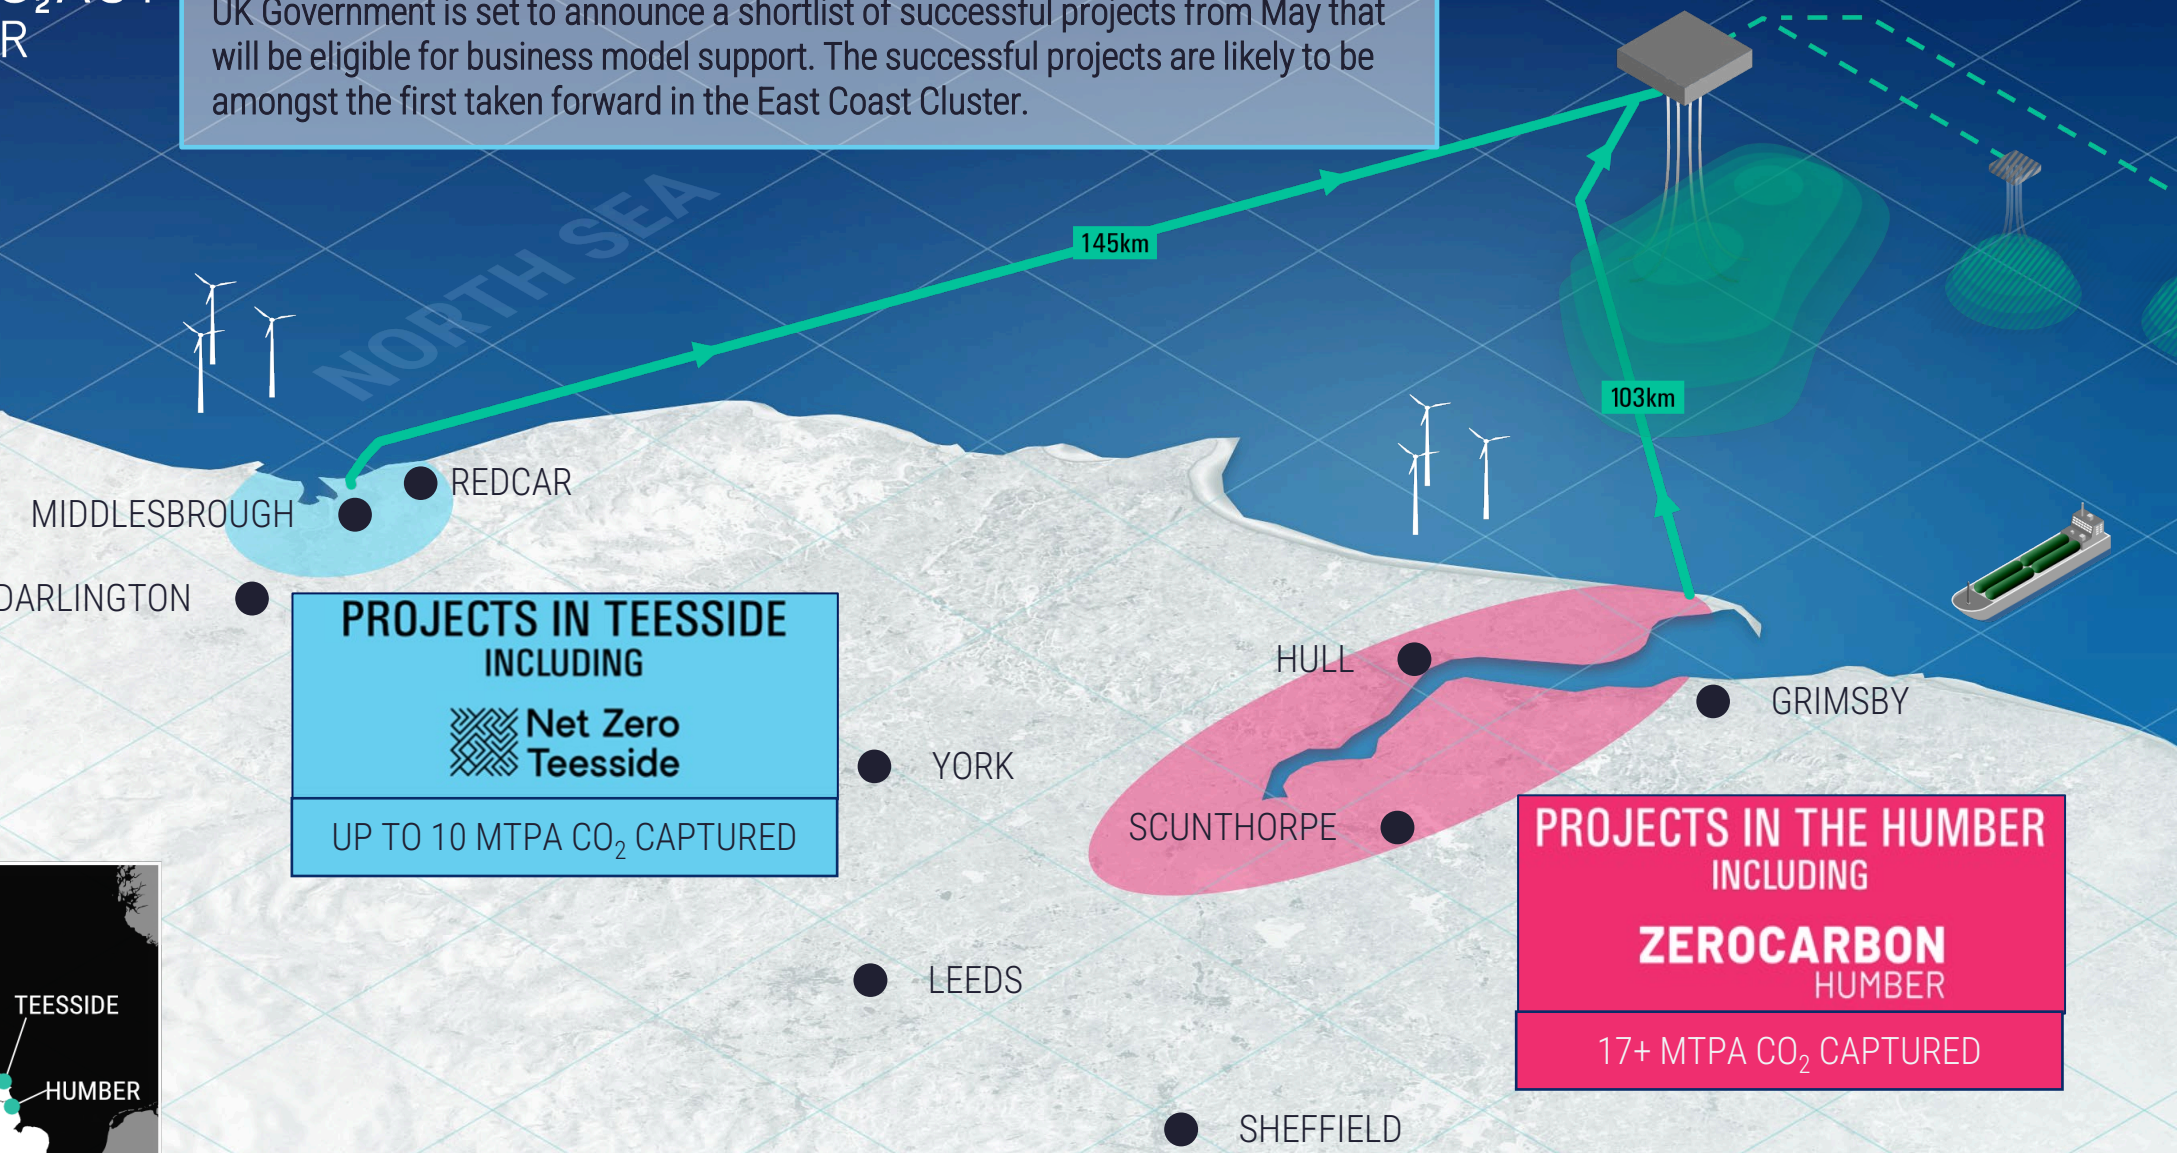 R
UK Government is set to announce a shortlist of successful projects from May that
will be eligible for business model support. The successful projects are likely to be
amongst the first taken forward in the East Coast Cluster.
NORTH SEA
145km
103km
REDCAR
MIDDLESBROUGH
DARLINGTON
PROJECTS IN TEESSIDE
INCLUDING
Net Zero
Teesside
UP TO 10 MTPA CO₂ CAPTURED
HULL
GRIMSBY
YORK
SCUNTHORPE
PROJECTS IN THE HUMBER
INCLUDING
ZEROCARBON
HUMBER
17+ MTPA CO₂ CAPTURED
LEEDS
SHEFFIELD
TEESSIDE
HUMBER